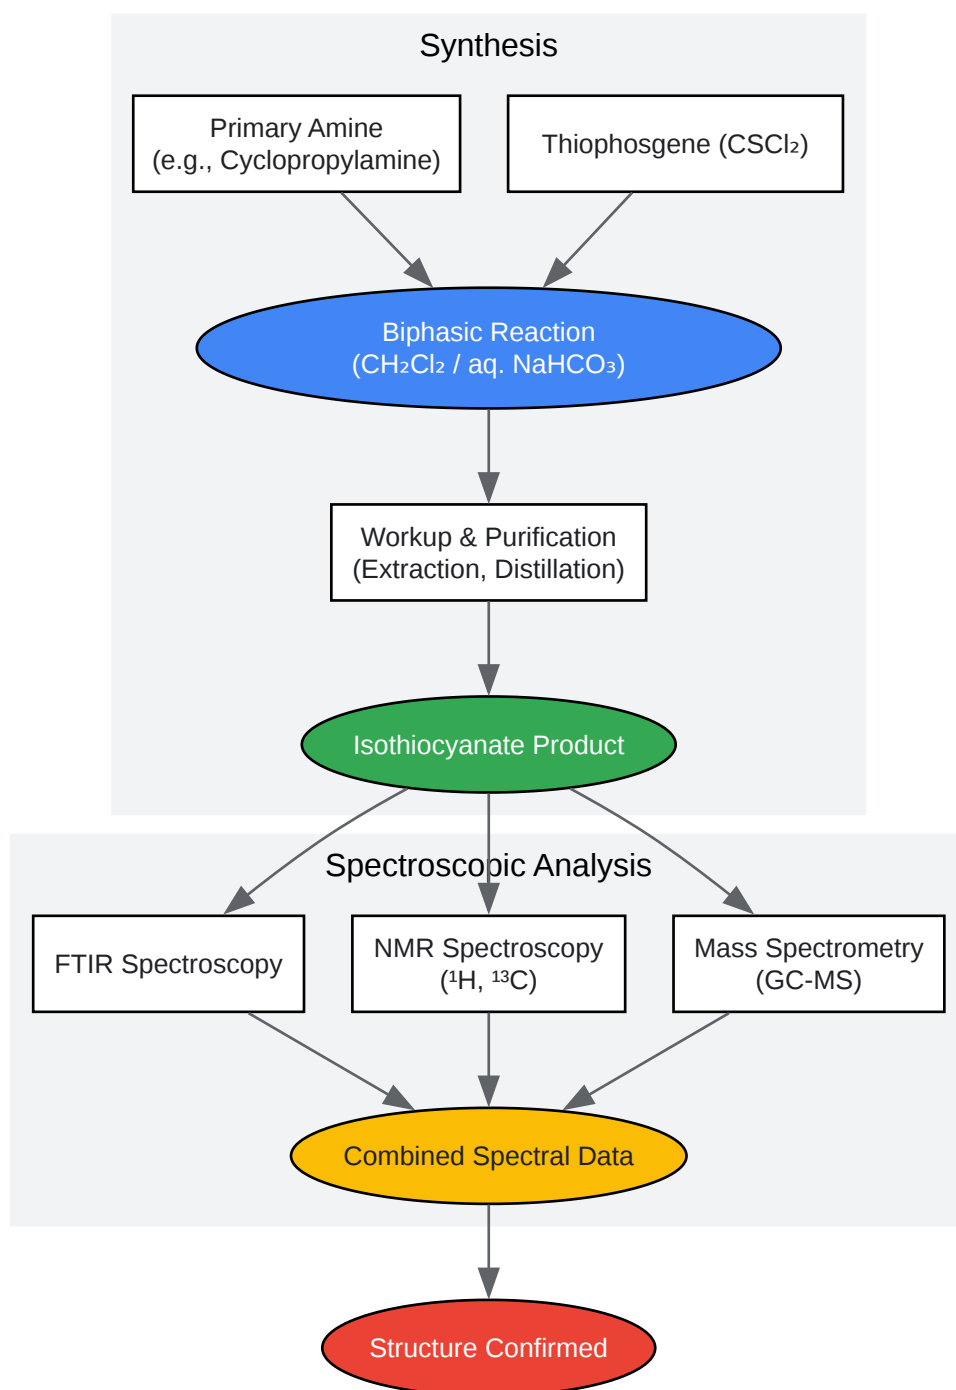 Synthesis
Primary Amine
(e.g., Cyclopropylamine)
Thiophosgene (CSCl₂)
Biphasic Reaction
(CH₂Cl₂ / aq. NaHCO₃)
Workup & Purification
(Extraction, Distillation)
Isothiocyanate Product
Spectroscopic Analysis
FTIR Spectroscopy
NMR Spectroscopy
(¹H, ¹³C)
Mass Spectrometry
(GC-MS)
Combined Spectral Data
Structure Confirmed